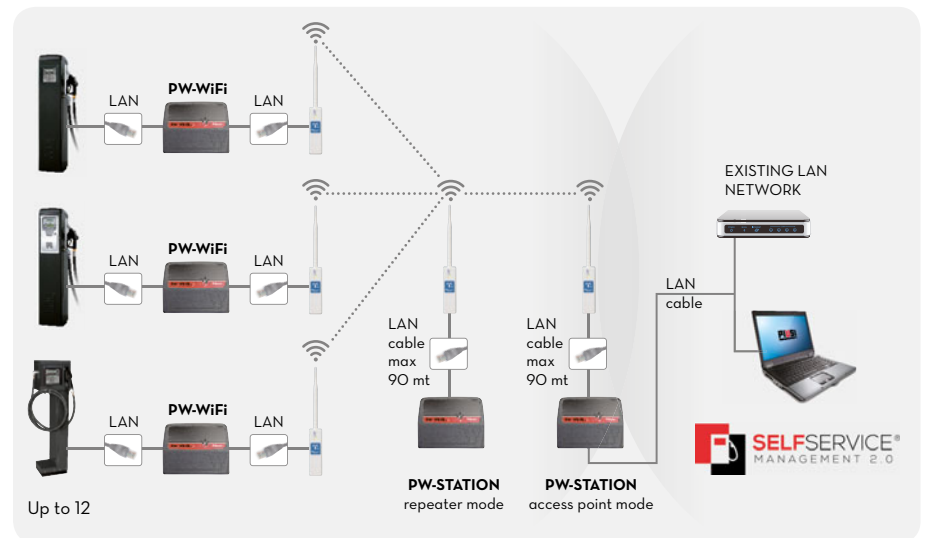 PW-WiFi
LAN
LAN
EXISTING LAN
NETWORK
PW-WiFi
LAN
LAN
LAN
cable
LAN
cable
max
90 mt
LAN
cable
max
90 mt
PW-WiFi
LAN
LAN
SELFSERVICE®
MANAGEMENT 2.0
PW-STATION
repeater mode
PW-STATION
access point mode
Up to 12